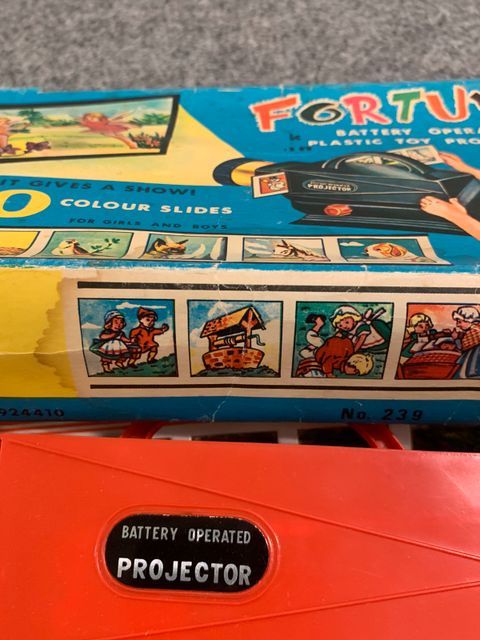 BATTERY OPERA
PLASTIC TOY PRO
PROJECTOR
IT GIVES A SHOW!
COLOUR SLIDES
FOR GIRLS AND BOYS
924410
No. 239
BATTERY OPERATED
PROJECTOR